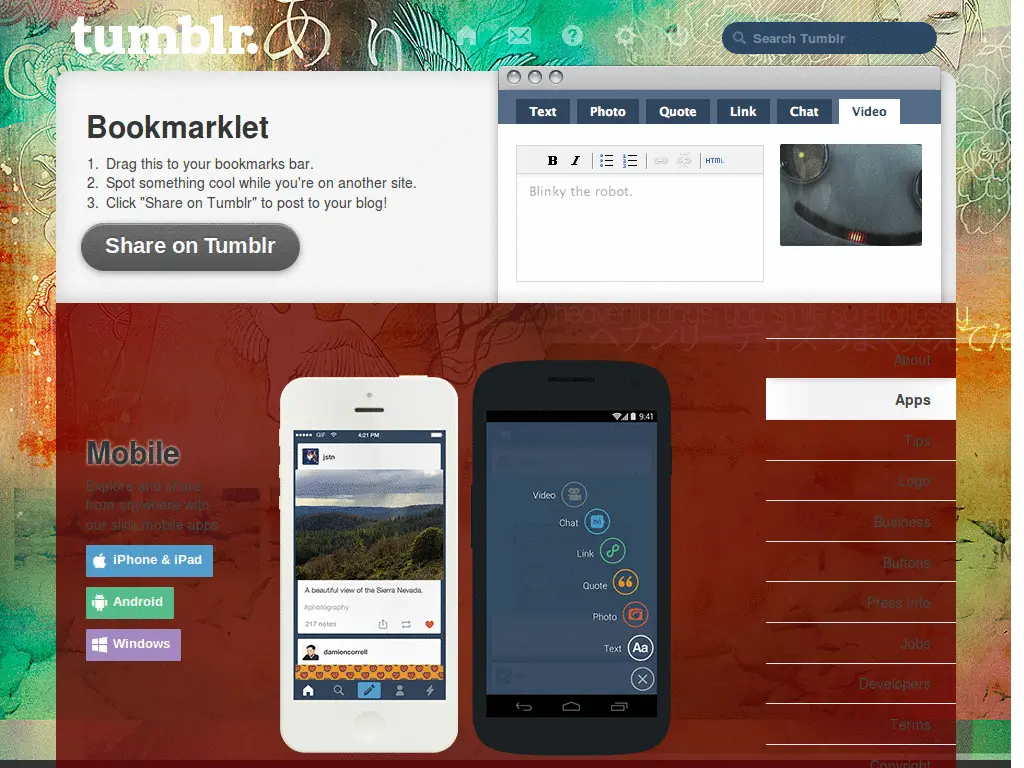 tumblr.
あ
り
Search Tumblr
Bookmarklet
1. Drag this to your bookmarks bar.
2. Spot something cool while you're on another site.
3. Click "Share on Tumblr" to post to your blog!
Share on Tumblr
Text Photo Quote Link Chat Video
B I HTML
Blinky the robot.
About
Apps
Tips
Logo
Business
Buttons
Press Info
Jobs
Developers
Terms
Copyright
Mobile
Explore and share
from anywhere with
our slick mobile apps.
iPhone & iPad
Android
Windows
GIF 4:21 PM
jstn
A beautiful view of the Sierra Nevada.
#photography
217 notes
damiencorrell
9:41
Video
Chat
Link
Quote
Photo
Text Aa